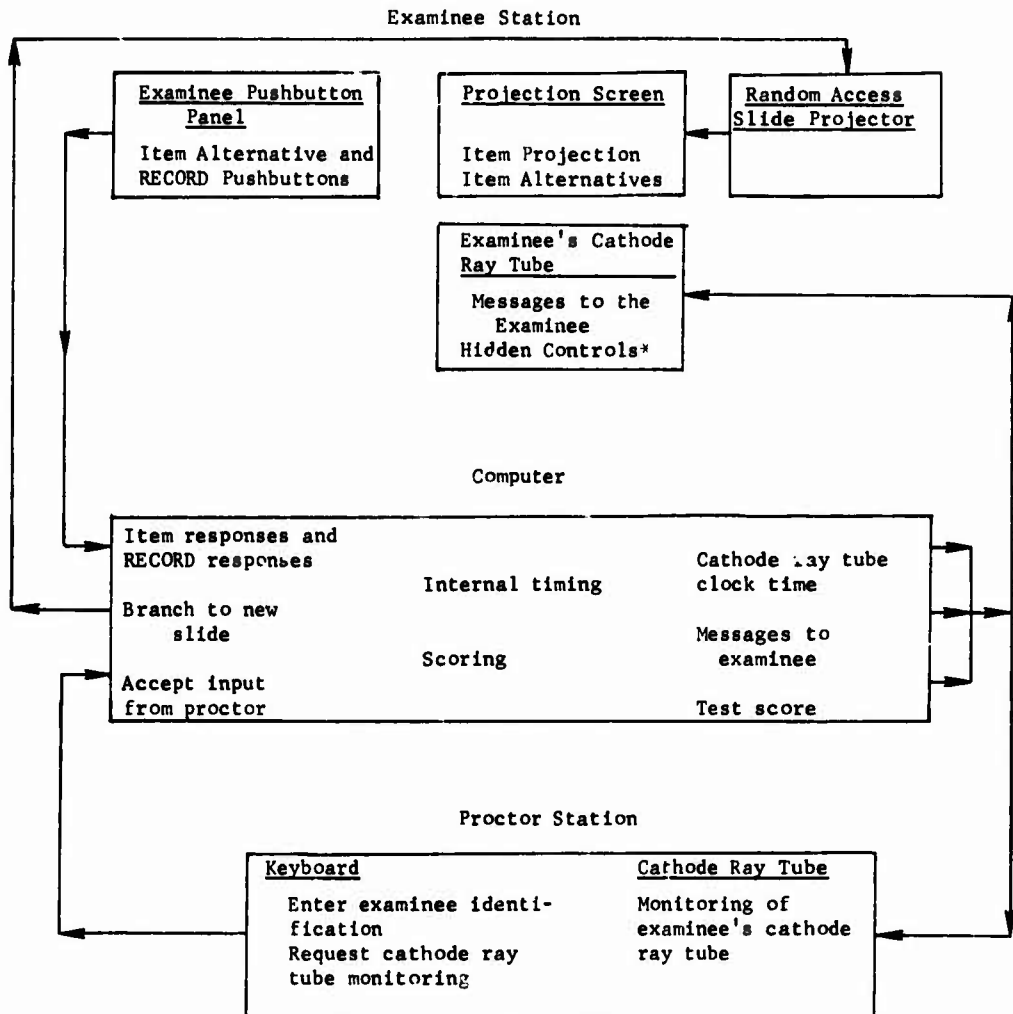 Examinee Station
Examinee Pushbutton
Panel
Item Alternative and
RECORD Pushbuttons
Projection Screen
Item Projection
Item Alternatives
Random Access
Slide Projector
Examinee's Cathode
Ray Tube
Messages to the
Examinee
Hidden Controls*
Computer
Item responses and
RECORD responses
Branch to new
slide
Accept input
from proctor
Internal timing
Scoring
Cathode ray tube
clock time
Messages to
examinee
Test score
Proctor Station
Keyboard
Enter examinee identi-
fication
Request cathode ray
tube monitoring
Cathode Ray Tube
Monitoring of
examinee's cathode
ray tube